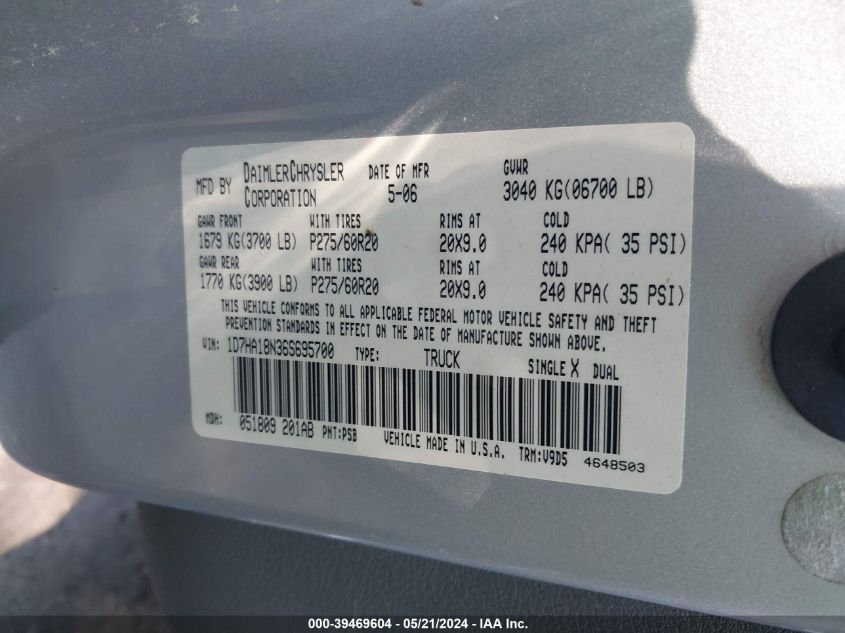 MFD BY DAIMLERCHRYSLER CORPORATION
DATE OF MFR 5-06
GVWR 3040 KG(06700 LB)
GAWR FRONT WITH TIRES RIMS AT COLD
1679 KG(3700 LB) P275/60R20 20X9.0 240 KPA( 35 PSI)
GAWR REAR WITH TIRES RIMS AT COLD
1770 KG(3900 LB) P275/60R20 20X9.0 240 KPA( 35 PSI)
THIS VEHICLE CONFORMS TO ALL APPLICABLE FEDERAL MOTOR VEHICLE SAFETY AND THEFT
PREVENTION STANDARDS IN EFFECT ON THE DATE OF MANUFACTURE SHOWN ABOVE.
VIN: 1D7HA18N36S695700 TYPE: TRUCK SINGLE X DUAL
MDH: 051809 201AB PNT:PSB VEHICLE MADE IN U.S.A. TRM:V9D5 4648503
000-39469604 - 05/21/2024 - IAAI Inc.